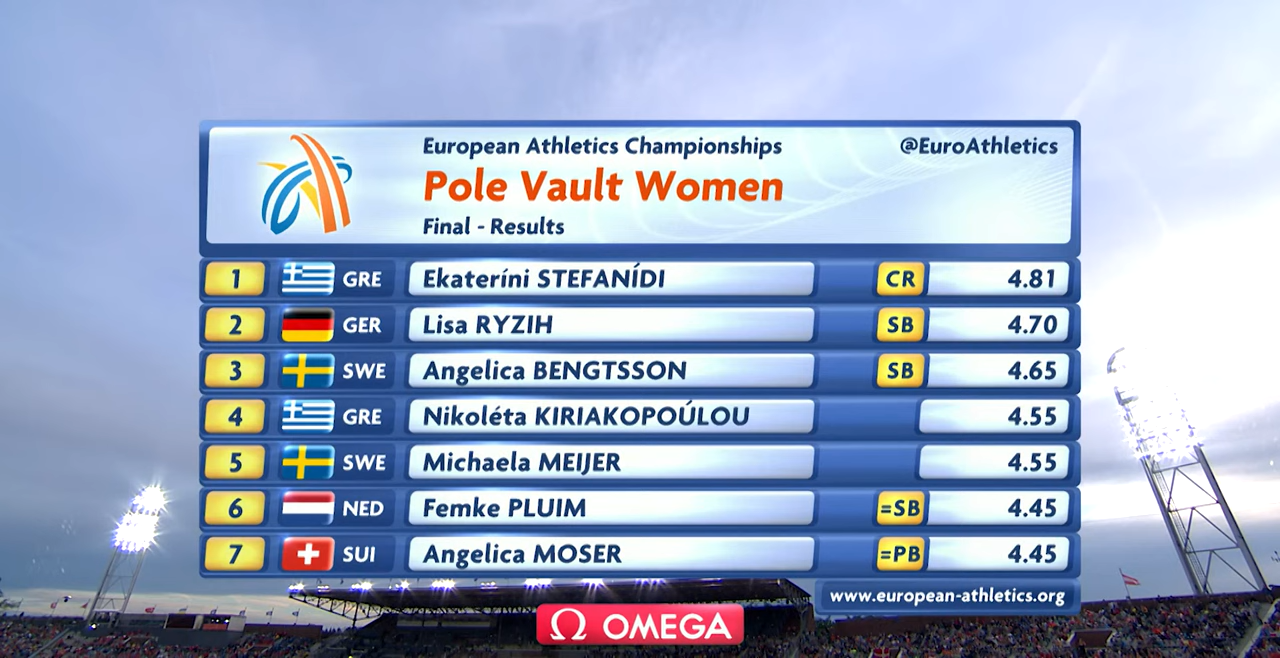 European Athletics Championships @EuroAthletics
Pole Vault Women
Final - Results
1 GRE Ekateríni STEFANÍDI CR 4.81
2 GER Lisa RYZIH SB 4.70
3 SWE Angelica BENGTSSON SB 4.65
4 GRE Nikoléta KIRIAKOPOÚLOU 4.55
5 SWE Michaela MEIJER 4.55
6 NED Femke PLUIM =SB 4.45
7 SUI Angelica MOSER =PB 4.45
www.european-athletics.org
Ω OMEGA